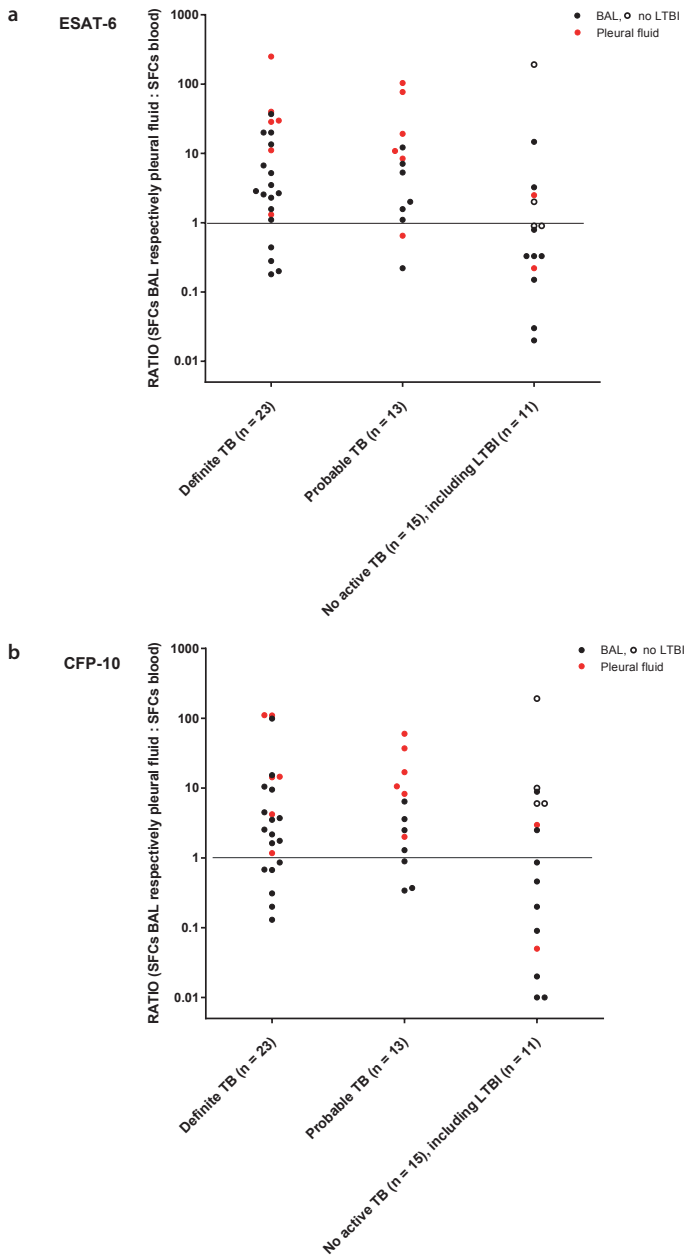 a
ESAT-6
BAL, no LTBI
Pleural fluid
RATIO (SFCs BAL respectively pleural fluid : SFCs blood)
1000
100
10
1
0.1
0.01
Definite TB (n = 23)
Probable TB (n = 13)
No active TB (n = 15), including LTBI (n = 11)
b
CFP-10
BAL, no LTBI
Pleural fluid
RATIO (SFCs BAL respectively pleural fluid : SFCs blood)
1000
100
10
1
0.1
0.01
Definite TB (n = 23)
Probable TB (n = 13)
No active TB (n = 15), including LTBI (n = 11)